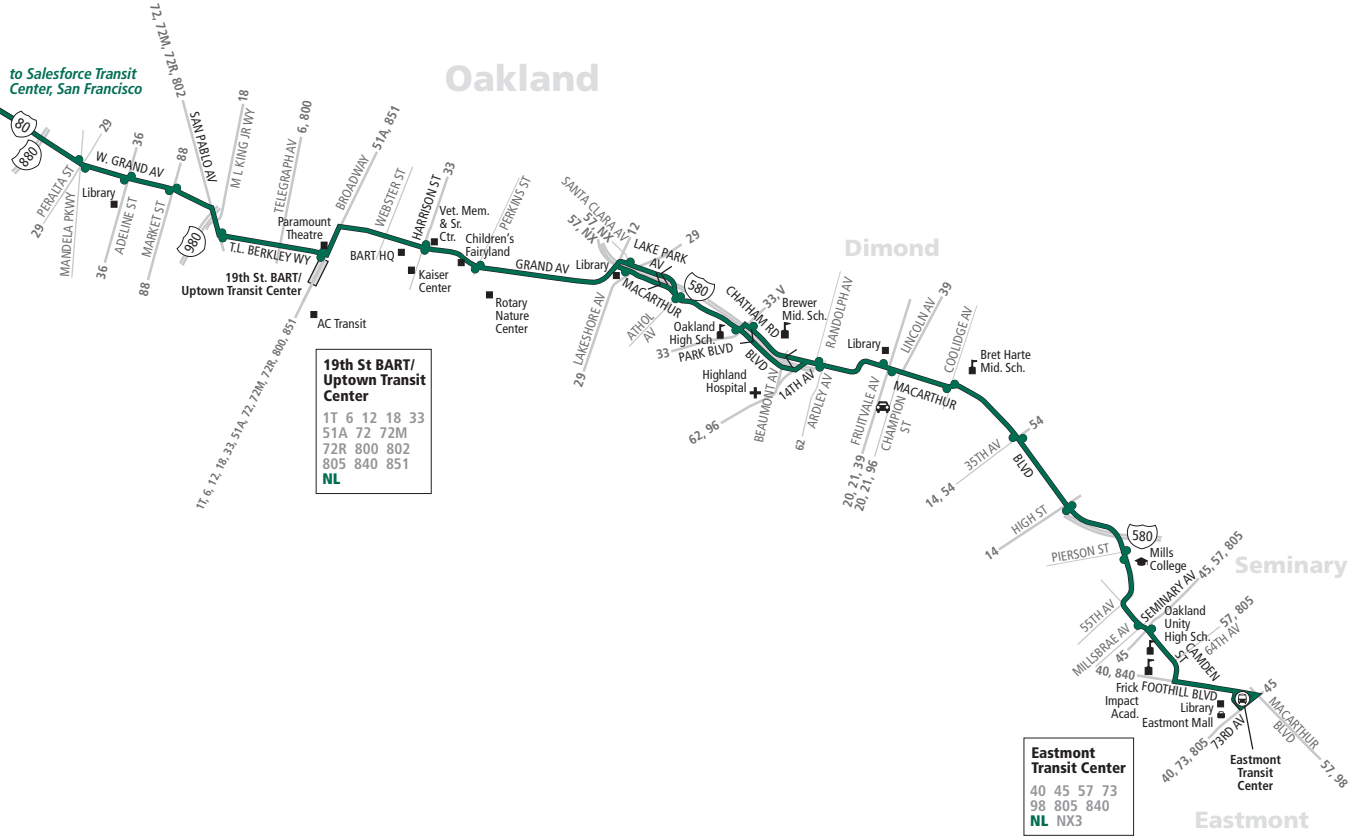 to Salesforce Transit
Center, San Francisco
Oakland
Dimond
Seminary
Eastmont
80
880
29
PERALTA ST
29
MANDELA PKWY
W. GRAND AV
Library
36
ADELINE ST
36
88
MARKET ST
88
72, 72M, 72R, 802
SAN PABLO AV
18
M L KING JR WY
980
T.L. BERKLEY WY
6, 800
TELEGRAPH AV
Paramount
Theatre
19th St. BART/
Uptown Transit Center
51A, 851
BROADWAY
1T, 6, 12, 18, 33, 51A, 72, 72M, 72R, 800, 851
AC Transit
WEBSTER ST
BART HQ
HARRISON ST
33
Kaiser
Center
Vet. Mem.
& Sr.
Ctr.
Children's
Fairyland
PERKINS ST
GRAND AV
Rotary
Nature
Center
19th St BART/
Uptown Transit
Center
1T 6 12 18 33
51A 72 72M
72R 800 802
805 840 851
NL
SANTA CLARA AV
57, NX
57, NX
12
LAKE PARK
AV
29
Library
MACARTHUR
580
LAKESHORE AV
29
ATHOL
AV
CHATHAM RD
33, V
Brewer
Mid. Sch.
Oakland
High Sch.
PARK BLVD
33
BLVD
Highland
Hospital
BEAUMONT AV
14TH AV
62, 96
ARDLEY AV
62
RANDOLPH AV
Library
LINCOLN AV
39
FRUITVALE AV
20, 21, 39
CHAMPION
ST
20, 21, 96
MACARTHUR
COOLIDGE AV
Bret Harte
Mid. Sch.
54
35TH AV
14, 54
BLVD
HIGH ST
14
580
PIERSON ST
Mills
College
55TH AV
SEMINARY AV
45, 57, 805
MILLSBRAE AV
45
Oakland
Unity
High Sch.
57, 805
64TH AV
CAMDEN
ST
40, 840
FOOTHILL BLVD
Frick
Impact
Acad.
Library
Eastmont Mall
45
MACARTHUR
BLVD
57, 98
73RD AV
40, 73, 805
Eastmont
Transit
Center
Eastmont
Transit Center
40 45 57 73
98 805 840
NL NX3